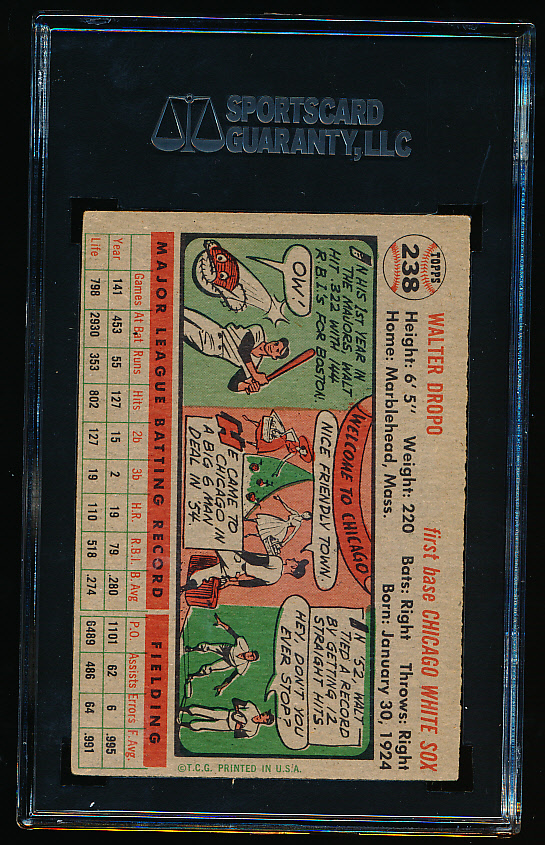 SPORTSCARD
GUARANTY, LLC
TOPPS
238
WALTER DROPO
first base CHICAGO WHITE SOX
Height: 6' 5" Weight: 220 Bats: Right Throws: Right
Home: Marblehead, Mass. Born: January 30, 1924
IN HIS 1ST YEAR IN
THE MAJORS, WALT
HIT .322 WITH 144
R.B.I.'S FOR BOSTON.
OW!
WELCOME TO CHICAGO
NICE FRIENDLY TOWN.
HE CAME TO
CHICAGO IN
A BIG 6 MAN
DEAL IN '54.
IN '52, WALT
TIED A RECORD
BY GETTING 12
STRAIGHT HITS.
HEY, DON'T YOU
EVER STOP?
MAJOR LEAGUE BATTING RECORD FIELDING
Games At Bat Runs Hits 2b 3b H.R. R.B.I. B. Avg P.O. Assists Errors F. Avg.
Year 141 453 55 127 15 2 19 79 .280 1101 62 6 .995
Life 798 2930 353 802 127 19 110 518 .274 6489 486 64 .991
©T.C.G. PRINTED IN U.S.A.